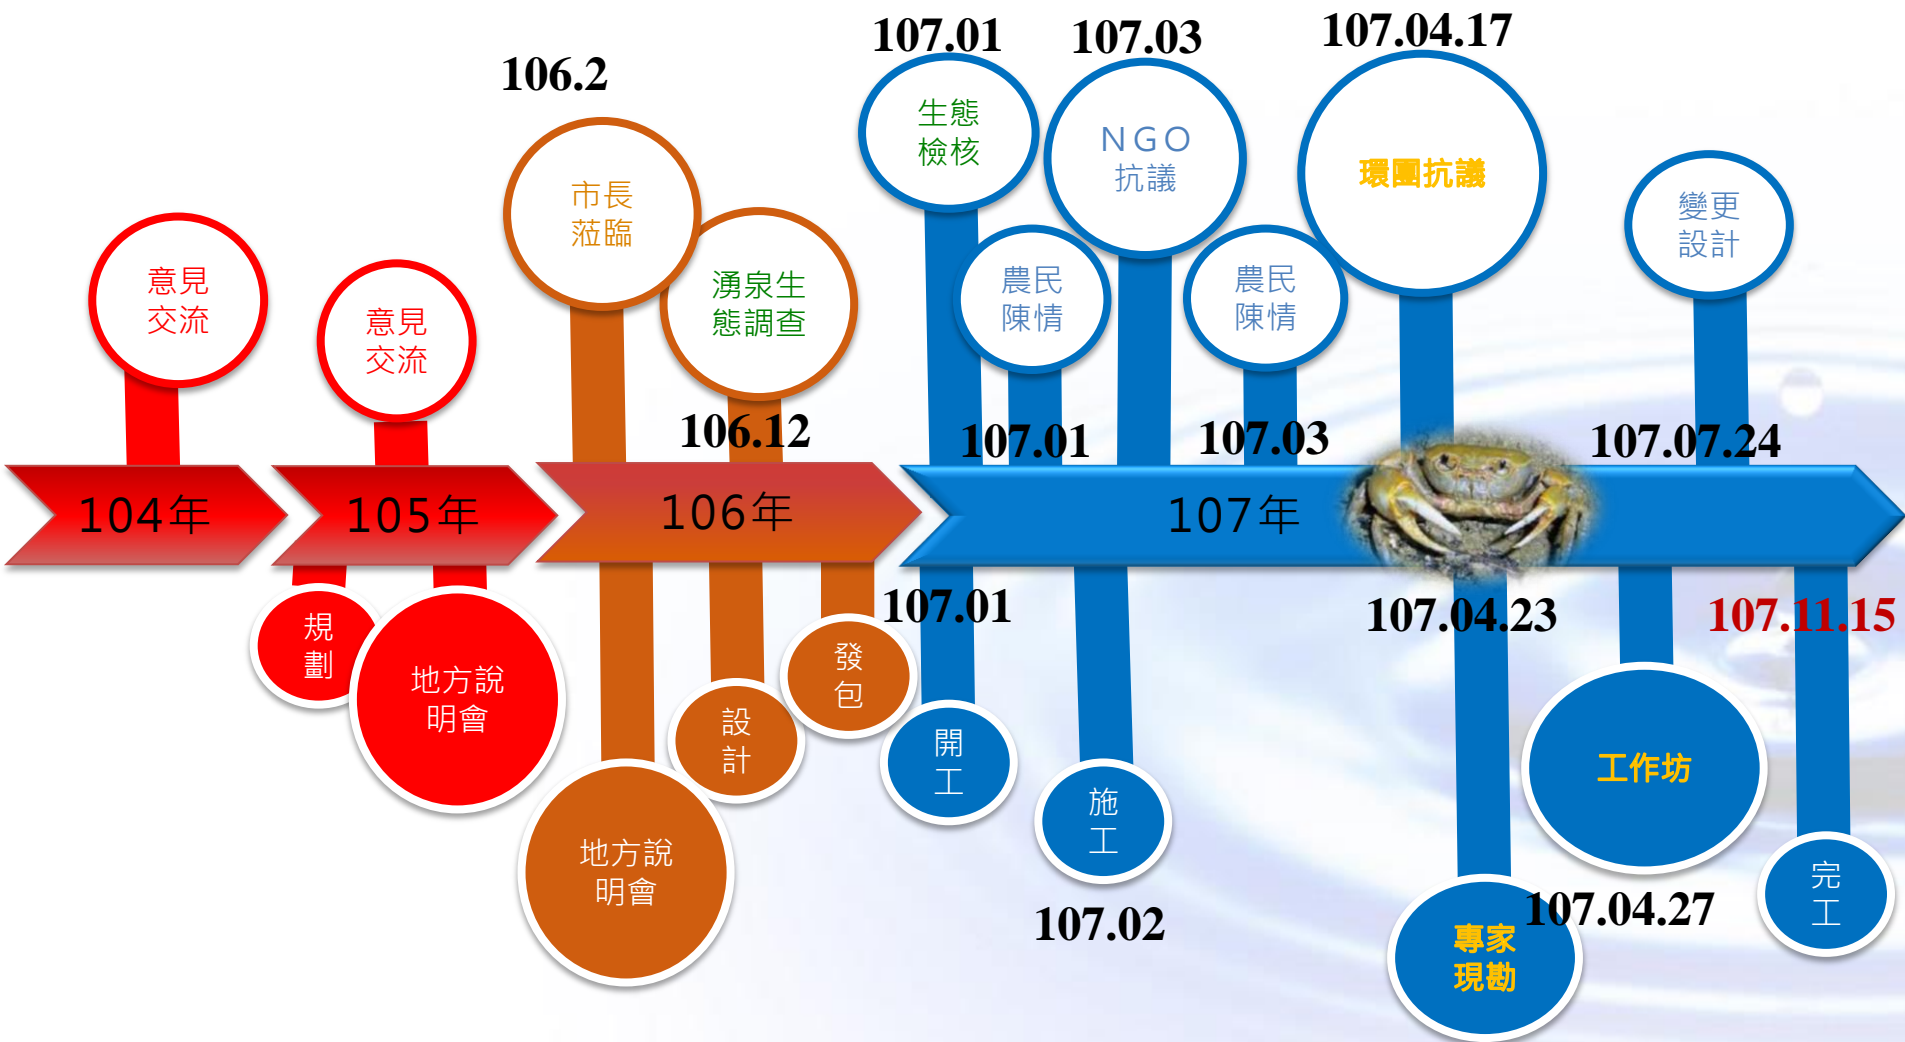 107.01
107.03
107.04.17
106.2
生態
檢核
NGO
抗議
環團抗議
市長
蒞臨
變更
設計
意見
交流
湧泉生
態調查
農民
陳情
農民
陳情
意見
交流
106.12
107.01
107.03
107.07.24
104年
105年
106年
107年
107.01
107.04.23
107.11.15
規
劃
地方說
明會
發
包
設
計
開
工
工作坊
施
工
地方說
明會
完
工
107.02
107.04.27
專家
現勘